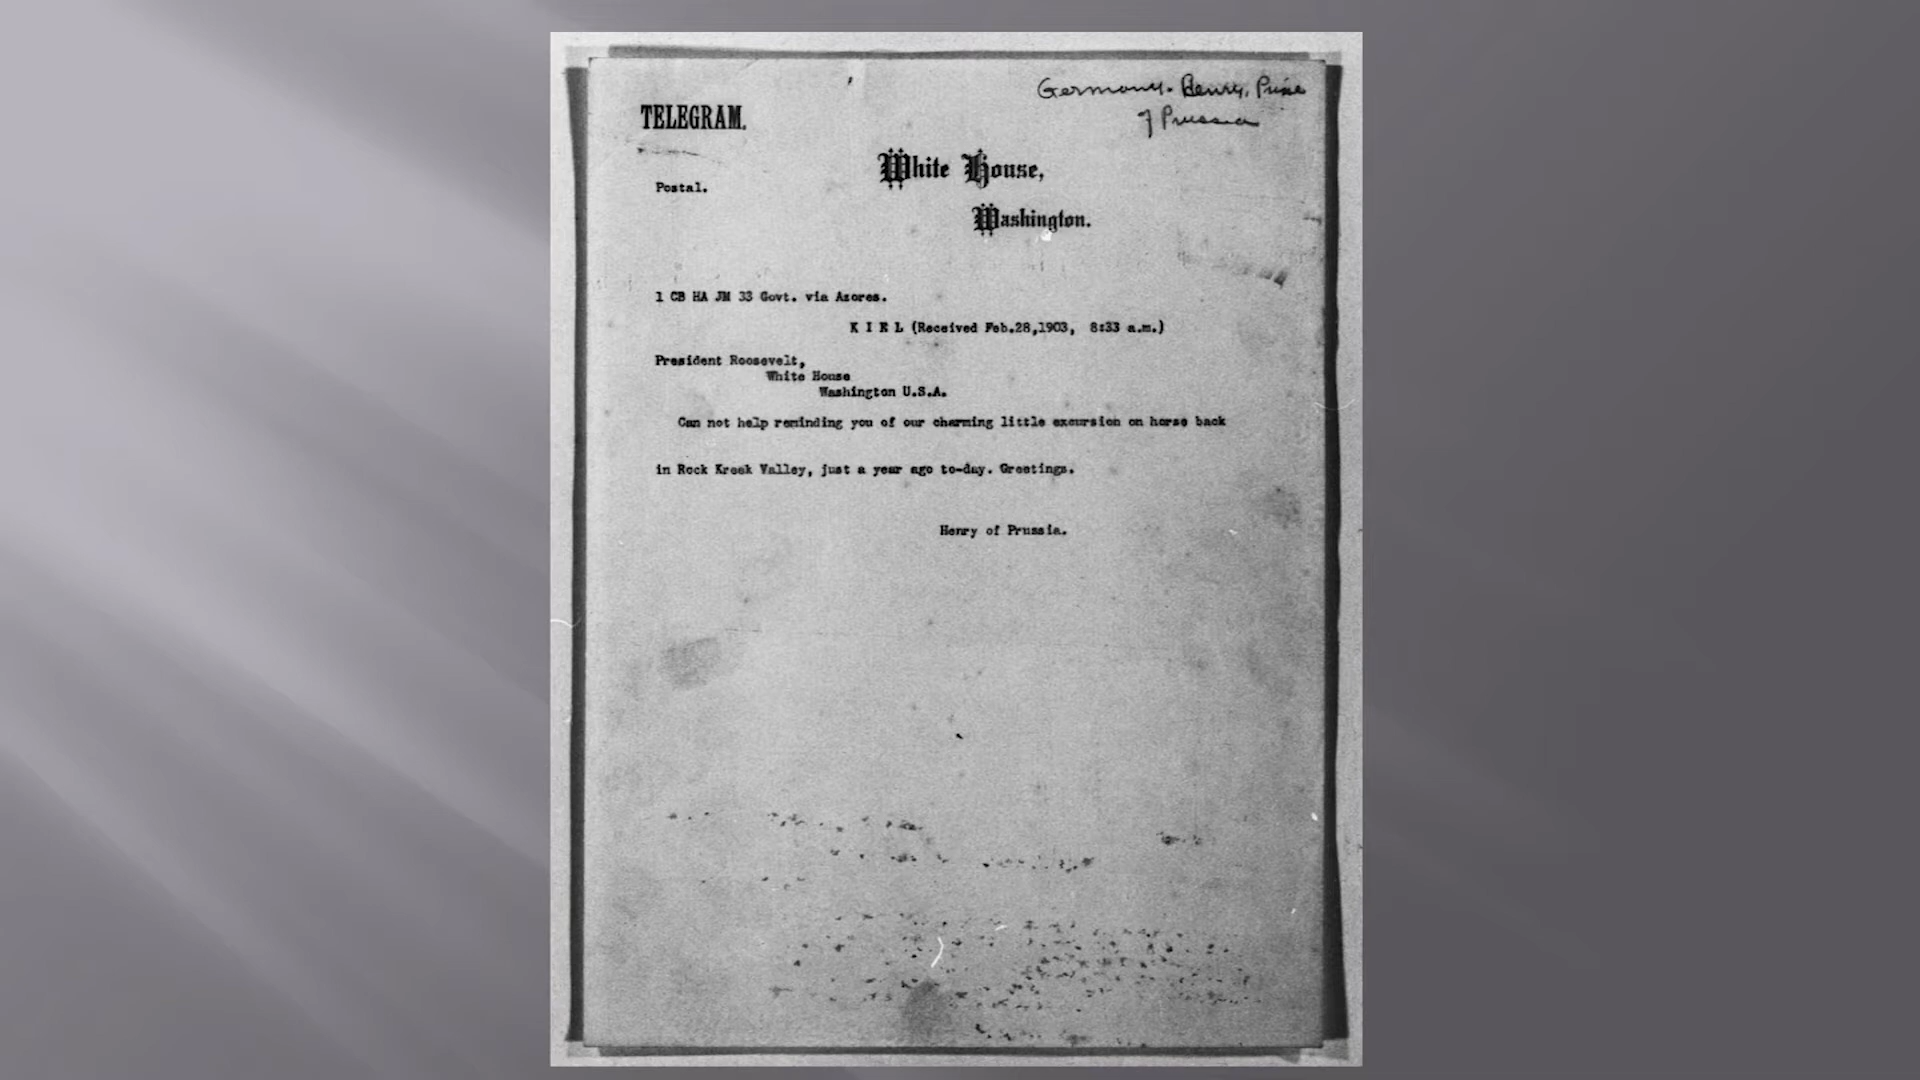 Germany. Henry, Prince
of Prussia
TELEGRAM.
White House,
Postal.
Washington.
1 CB HA JM 33 Govt. via Azores.
K I E L (Received Feb.28,1903, 8:33 a.m.)
President Roosevelt,
White House
Washington U.S.A.
Can not help reminding you of our charming little excursion on horse back
in Rock Kreek Valley, just a year ago to-day. Greetings.
Henry of Prussia.